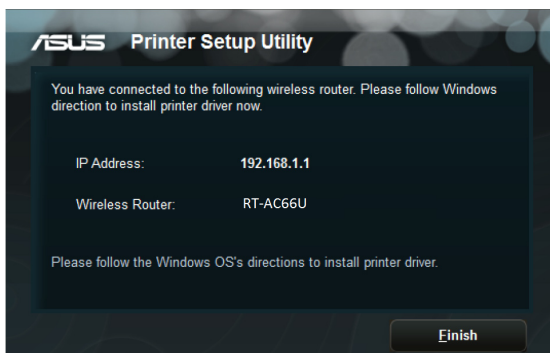 ASUS Printer Setup Utility
You have connected to the following wireless router. Please follow Windows
direction to install printer driver now.
IP Address: 192.168.1.1
Wireless Router: RT-AC66U
Please follow the Windows OS's directions to install printer driver.
Finish